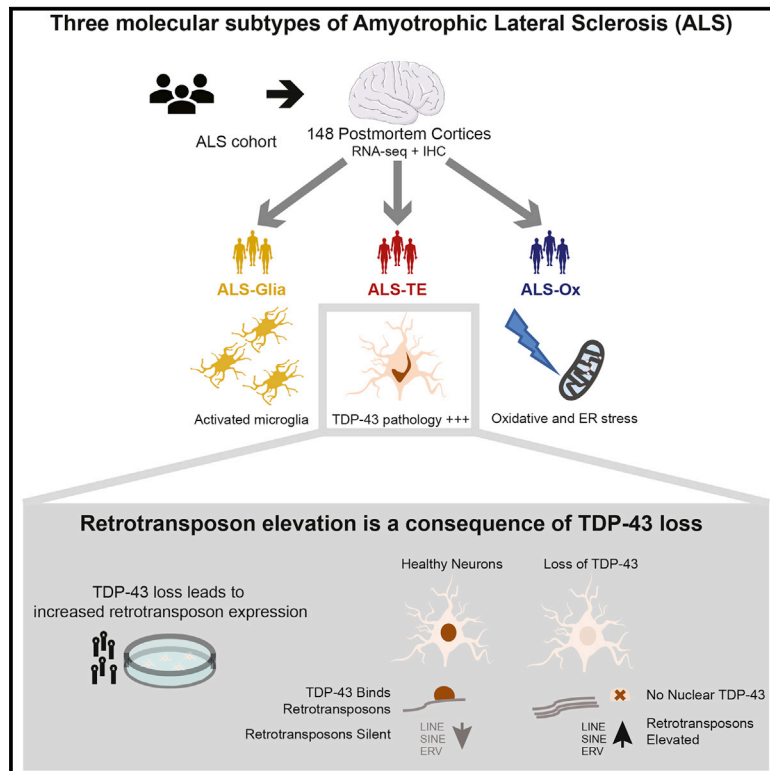 Three molecular subtypes of Amyotrophic Lateral Sclerosis (ALS)
ALS cohort
148 Postmortem Cortices
RNA-seq + IHC
ALS-Glia
ALS-TE
ALS-Ox
Activated microglia
TDP-43 pathology +++
Oxidative and ER stress
Retrotransposon elevation is a consequence of TDP-43 loss
TDP-43 loss leads to
increased retrotransposon expression
Healthy Neurons
Loss of TDP-43
TDP-43 Binds
Retrotransposons
No Nuclear TDP-43
Retrotransposons Silent
LINE
SINE
ERV
LINE
SINE
ERV
Retrotransposons
Elevated